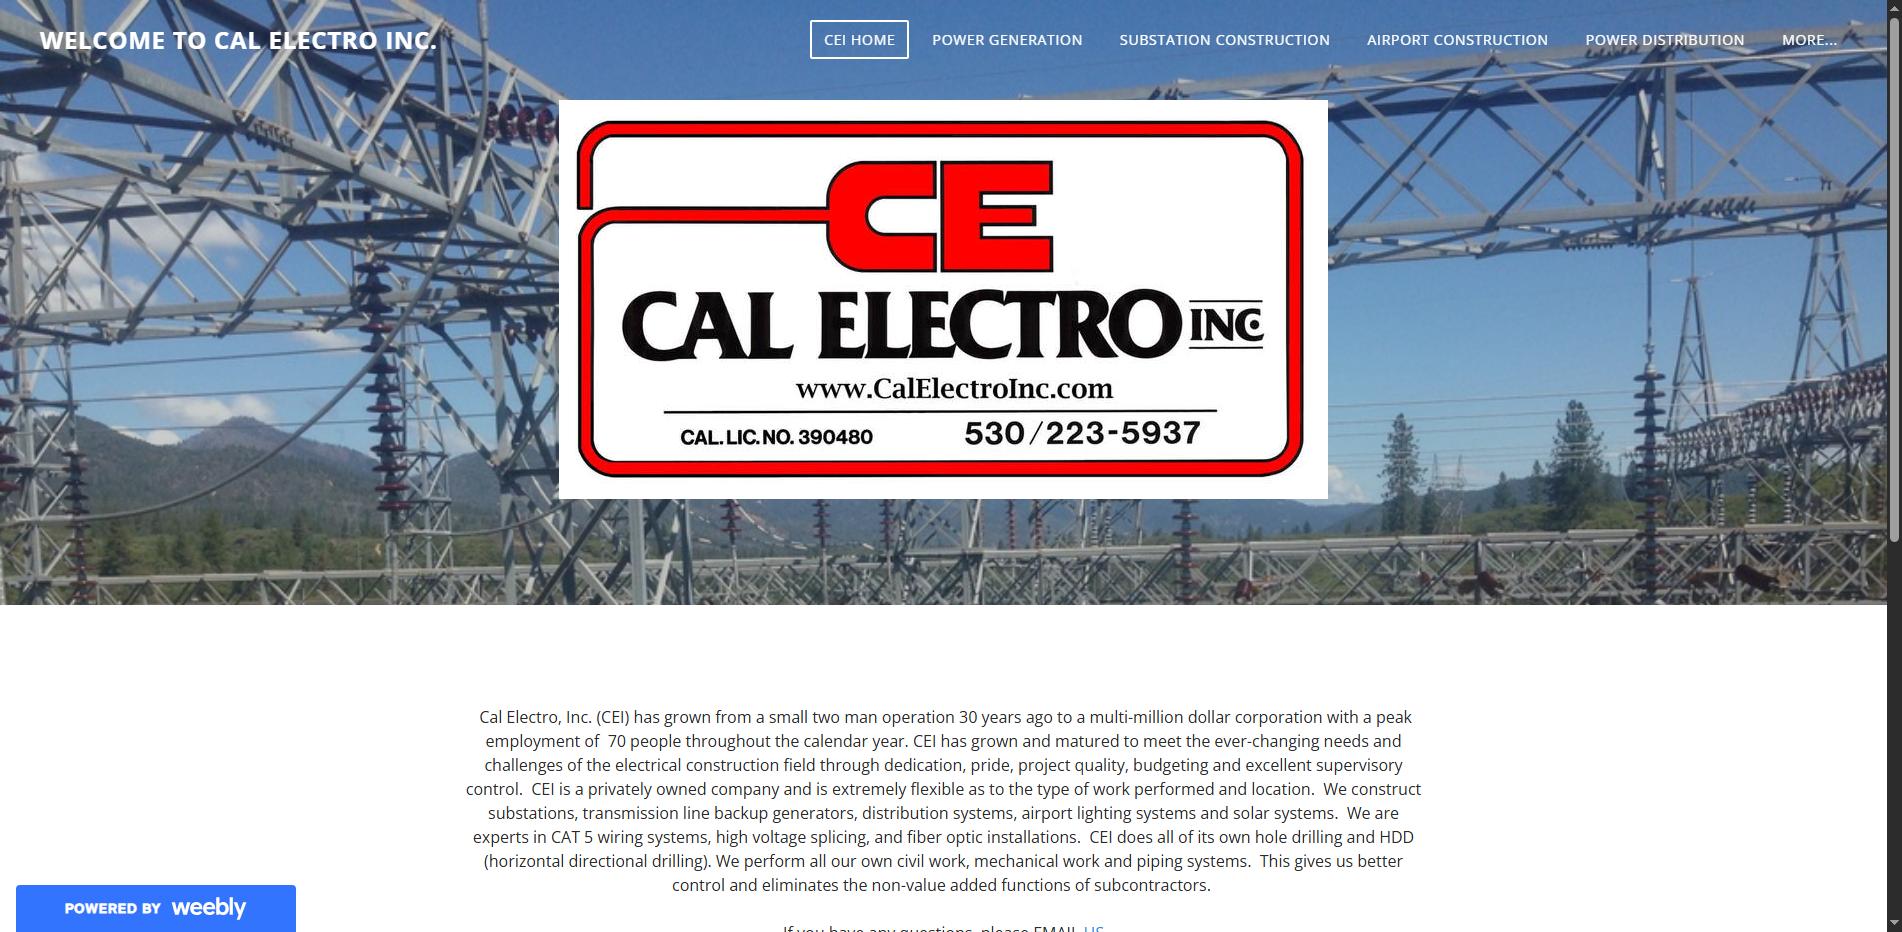 WELCOME TO CAL ELECTRO INC.
CEI HOME POWER GENERATION SUBSTATION CONSTRUCTION AIRPORT CONSTRUCTION POWER DISTRIBUTION MORE...
CE
CAL ELECTRO INC
www.CalElectroInc.com
CAL. LIC. NO. 390480 530/223-5937
Cal Electro, Inc. (CEI) has grown from a small two man operation 30 years ago to a multi-million dollar corporation with a peak
employment of  70 people throughout the calendar year. CEI has grown and matured to meet the ever-changing needs and
challenges of the electrical construction field through dedication, pride, project quality, budgeting and excellent supervisory
control.  CEI is a privately owned company and is extremely flexible as to the type of work performed and location.  We construct
substations, transmission line backup generators, distribution systems, airport lighting systems and solar systems.  We are
experts in CAT 5 wiring systems, high voltage splicing, and fiber optic installations.  CEI does all of its own hole drilling and HDD
(horizontal directional drilling). We perform all our own civil work, mechanical work and piping systems.  This gives us better
control and eliminates the non-value added functions of subcontractors.
If you have any questions, please EMAIL US
POWERED BY weebly